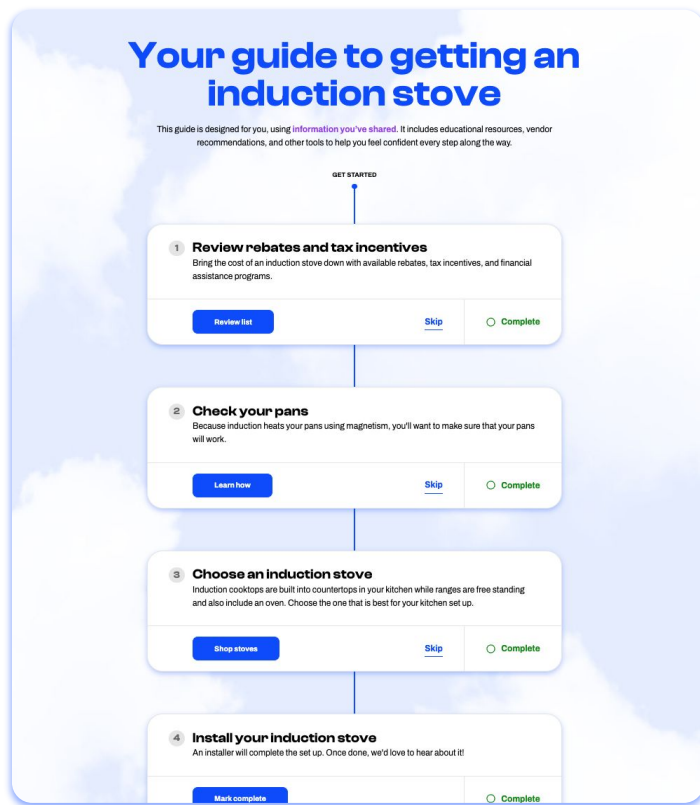 Your guide to getting an
induction stove
This guide is designed for you, using information you've shared. It includes educational resources, vendor
recommendations, and other tools to help you feel confident every step along the way.
GET STARTED
1 Review rebates and tax incentives
Bring the cost of an induction stove down with available rebates, tax incentives, and financial
assistance programs.
Review list Skip Complete
2 Check your pans
Because induction heats your pans using magnetism, you'll want to make sure that your pans
will work.
Learn how Skip Complete
3 Choose an induction stove
Induction cooktops are built into countertops in your kitchen while ranges are free standing
and also include an oven. Choose the one that is best for your kitchen set up.
Shop stoves Skip Complete
4 Install your induction stove
An installer will complete the set up. Once done, we'd love to hear about it!
Mark complete Complete